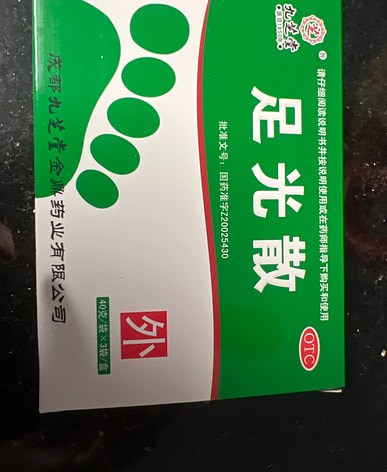 九芝堂
请仔细阅读说明书并按说明使用或在药师指导下购买和使用
足光散
OTC
批准文号：国药准字Z20025430
外
40克/袋×3袋/盒
成都九芝堂金鼎药业有限公司